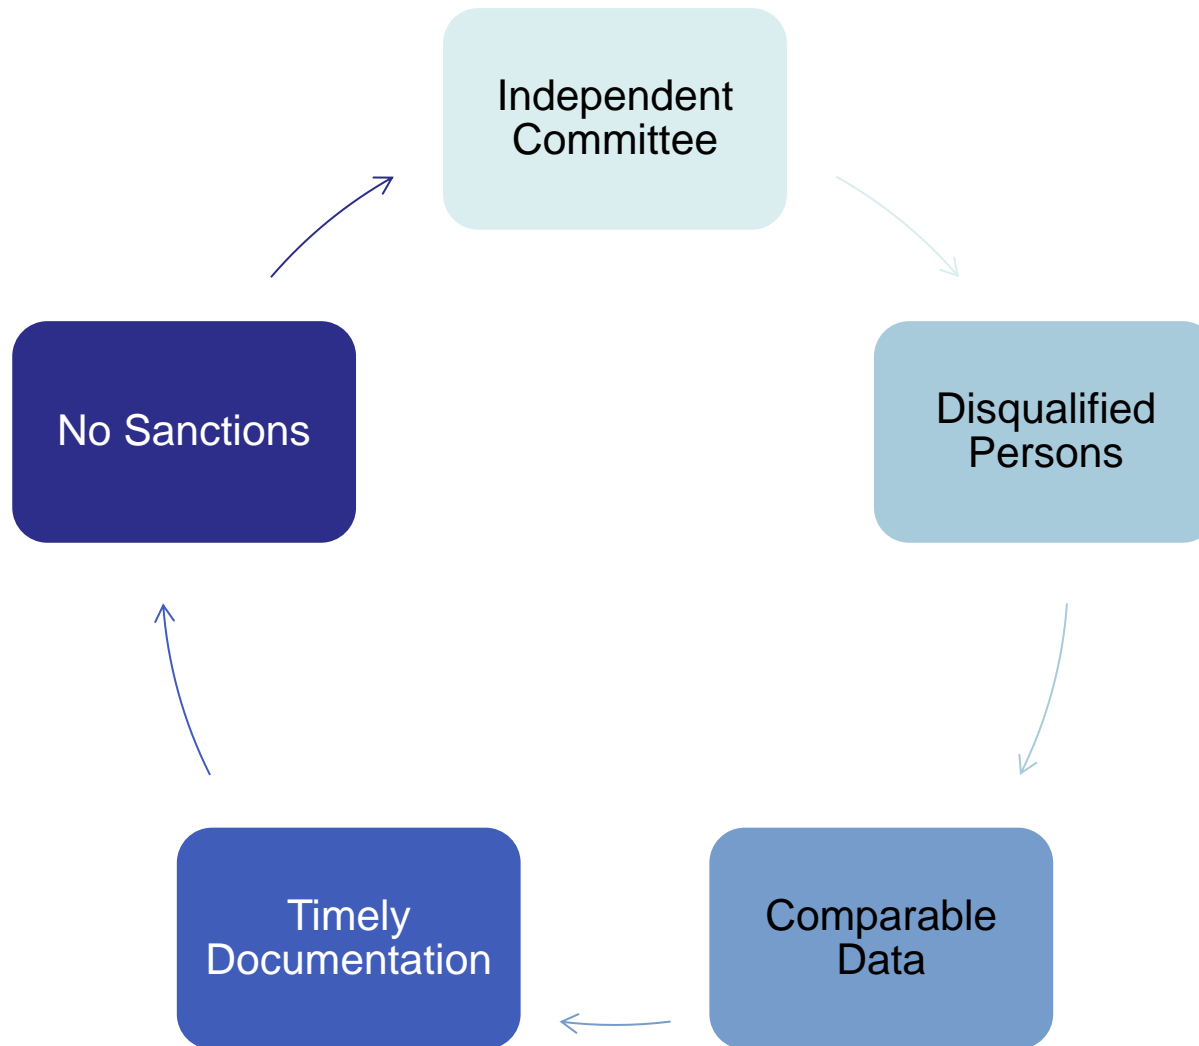 Independent
Committee
Disqualified
Persons
Comparable
Data
Timely
Documentation
No Sanctions